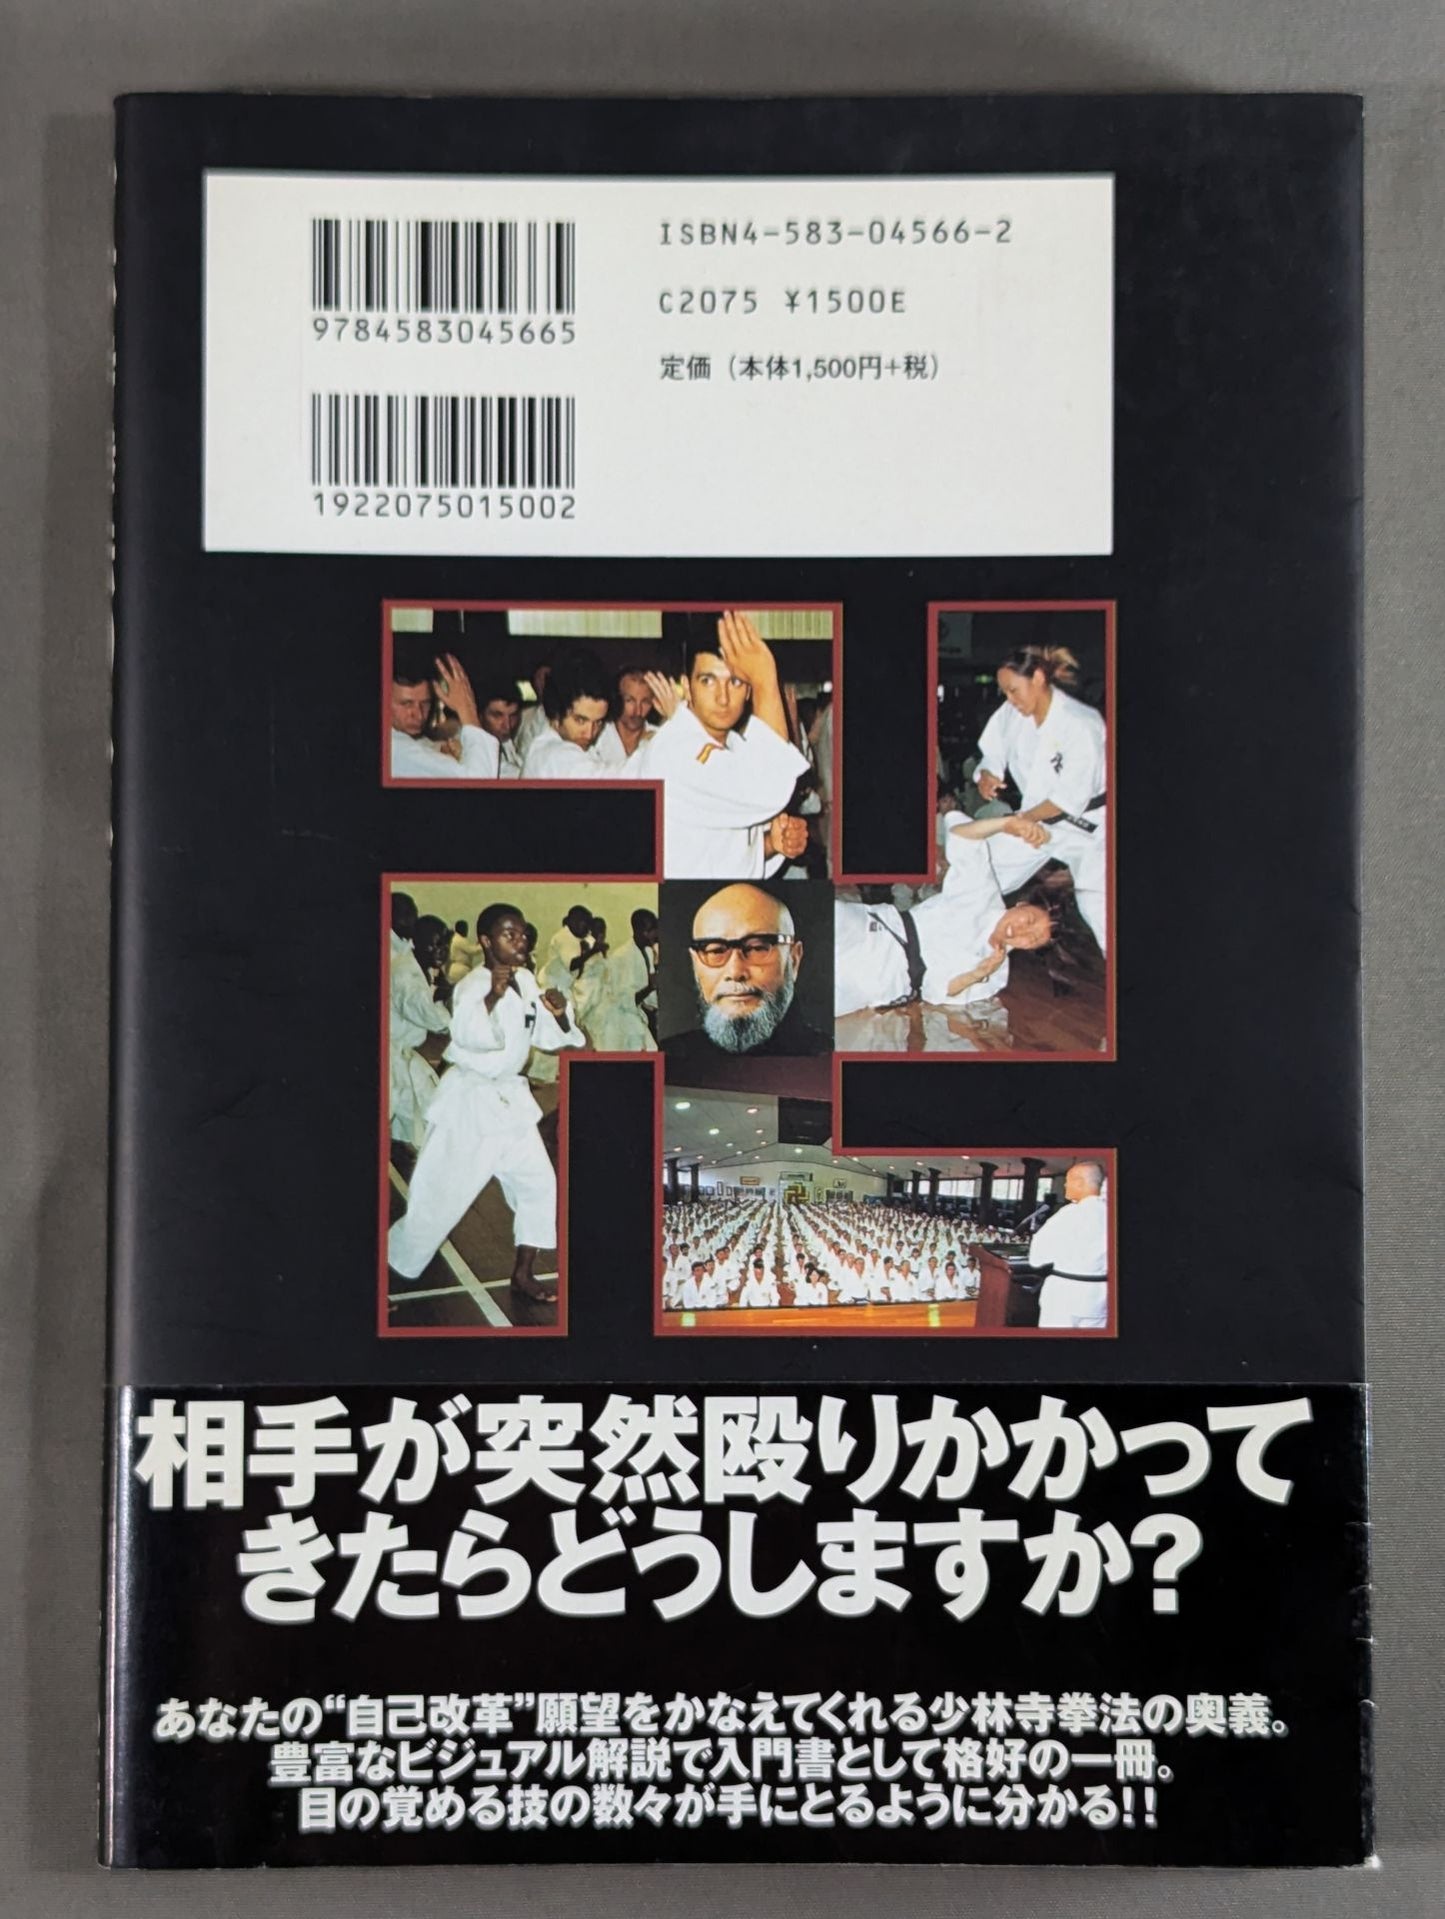 ISBN4-583-04566-2
9784583045665
C2075 ¥1500E
定価（本体1,500円+税）
1922075015002
相手が突然殴りかかって
きたらどうしますか?
あなたの“自己改革”願望をかなえてくれる少林寺拳法の奥義。
豊富なビジュアル解説で入門書として格好の一冊。
目の覚める技の数々が手にとるように分かる!!